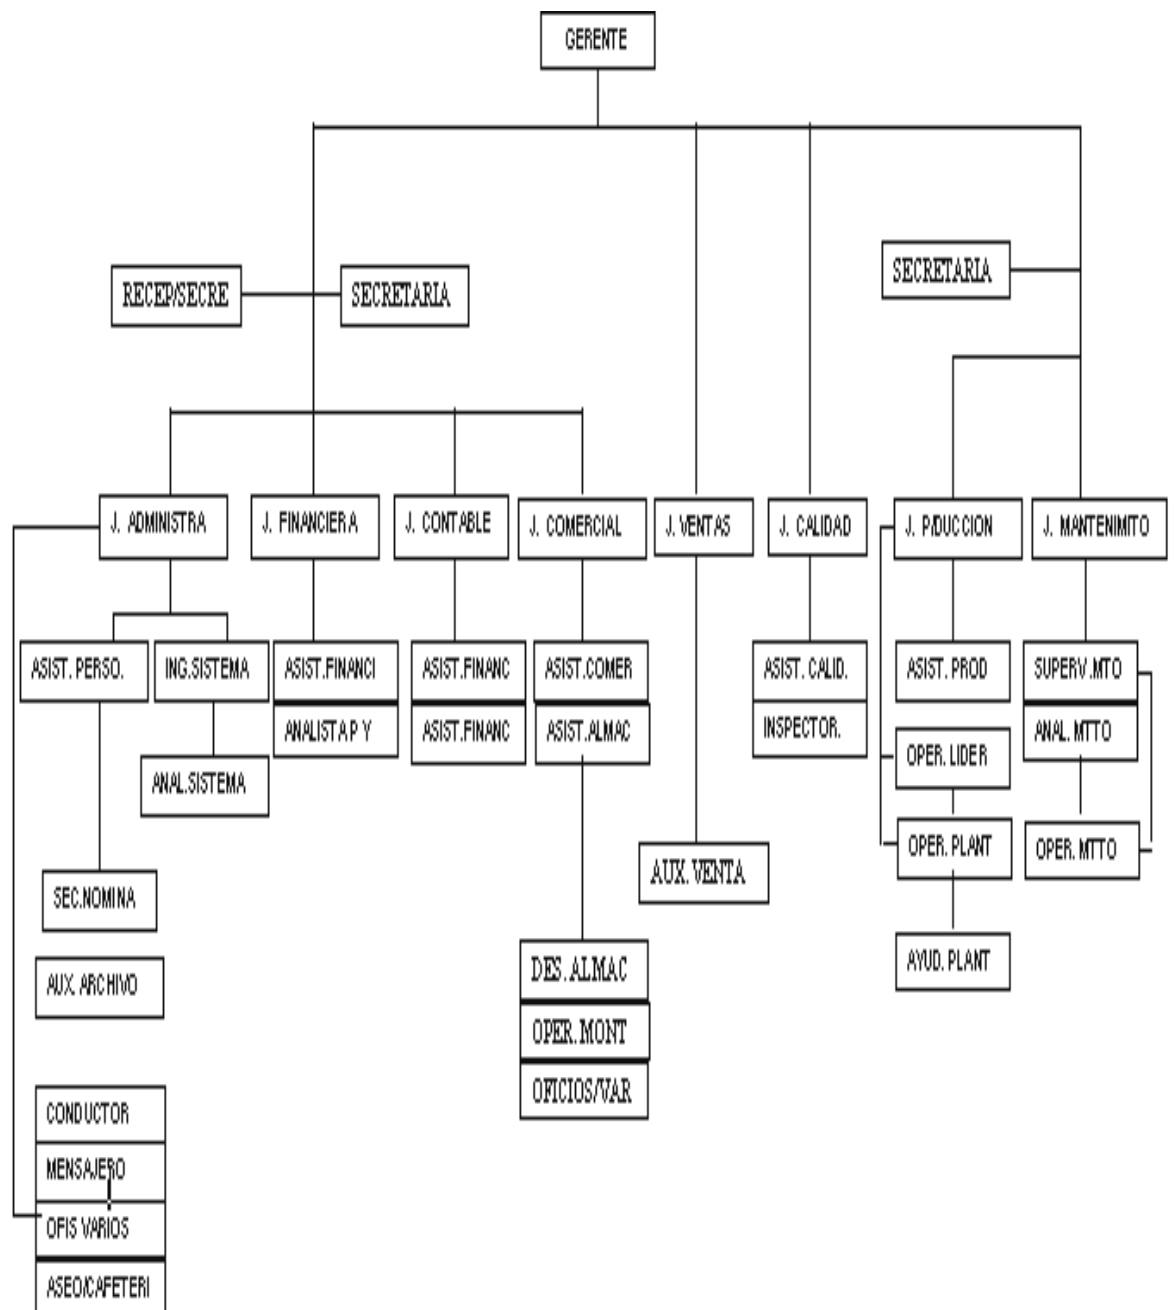 GERENTE
SECRETARIA
RECEP/SECRE
SECRETARIA
J. ADMINISTRA
J. FINANCIERA
J. CONTABLE
J. COMERCIAL
J. VENTAS
J. CALIDAD
J. P/DUCCION
J. MANTENIMITO
ASIST. PERSO.
ING.SISTEMA
ASIST.FINANCI
ASIST.FINANC
ASIST.COMER
ASIST. CALID.
ASIST. PROD
SUPERV.MTO
ANALISTA P Y
ASIST.FINANC
ASIST.ALMAC
INSPECTOR.
OPER. LIDER
ANAL. MTTO
ANAL.SISTEMA
OPER. PLANT
OPER. MTTO
AUX. VENTA
SEC.NOMINA
AYUD. PLANT
DES. ALMAC
AUX. ARCHIVO
OPER. MONT
OFICIOS/VAR
CONDUCTOR
MENSAJERO
OFIS VARIOS
ASEO/CAFETERI